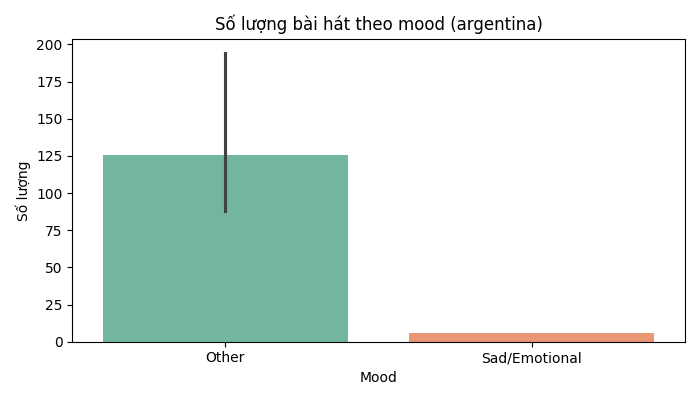 Số lượng bài hát theo mood (argentina)
200
175
150
125
100
75
50
25
0
Số lượng
Other
Sad/Emotional
Mood